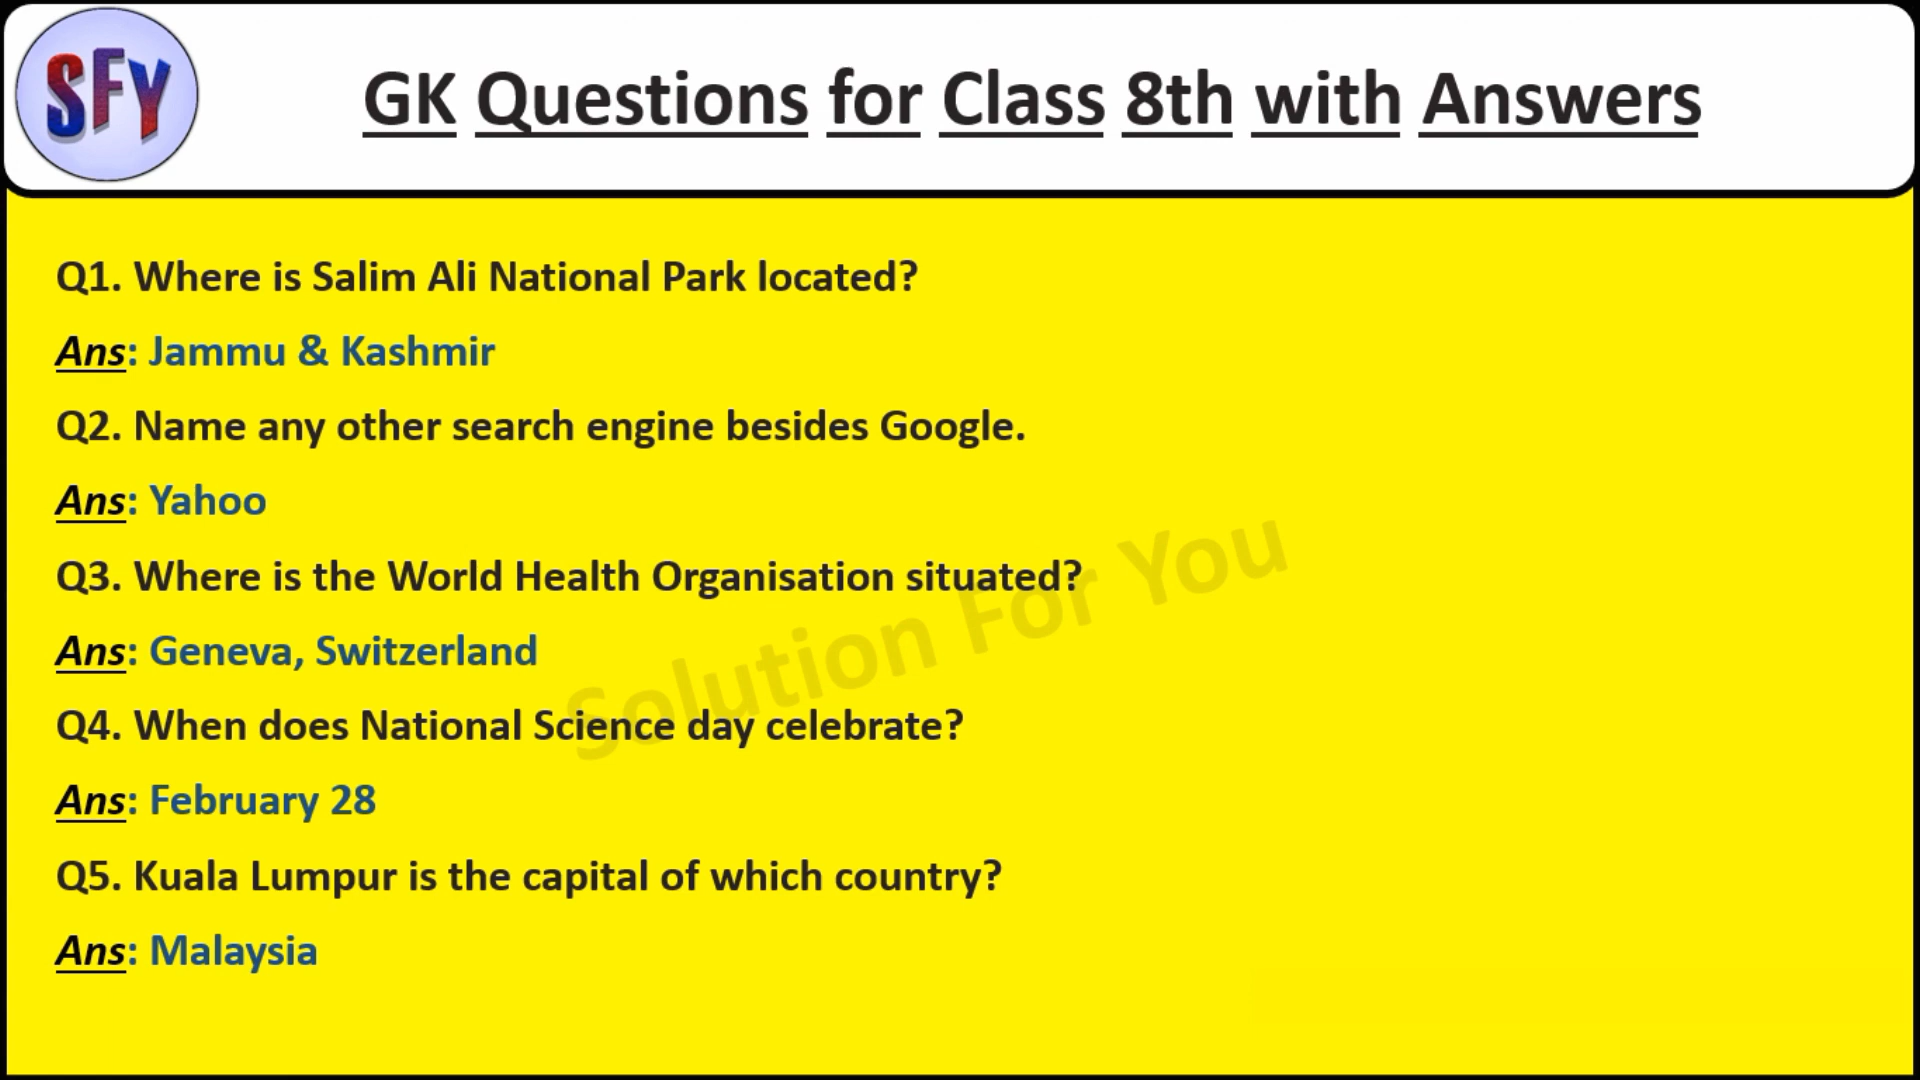 SFY
GK Questions for Class 8th with Answers
Q1. Where is Salim Ali National Park located?
Ans: Jammu & Kashmir
Q2. Name any other search engine besides Google.
Ans: Yahoo
Q3. Where is the World Health Organisation situated?
Ans: Geneva, Switzerland
Q4. When does National Science day celebrate?
Ans: February 28
Q5. Kuala Lumpur is the capital of which country?
Ans: Malaysia
Solution For You